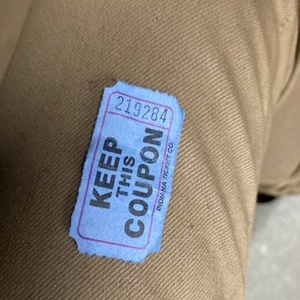 219284
KEEP
THIS
COUPON
INDIANA TICKET CO.